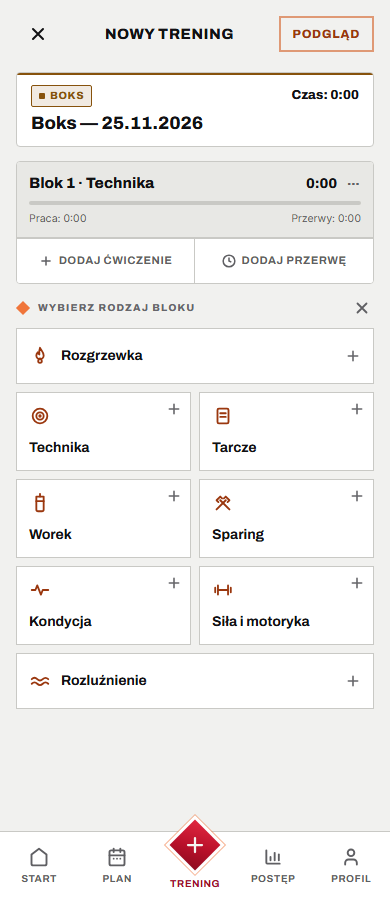 NOWY TRENING
PODGLĄD
BOKS
Czas: 0:00
Boks — 25.11.2026
Blok 1 · Technika
0:00
Praca: 0:00
Przerwy: 0:00
DODAJ ĆWICZENIE
DODAJ PRZERWĘ
WYBIERZ RODZAJ BLOKU
Rozgrzewka
Technika
Tarcze
Worek
Sparing
Kondycja
Siła i motoryka
Rozluźnienie
START
PLAN
TRENING
POSTĘP
PROFIL